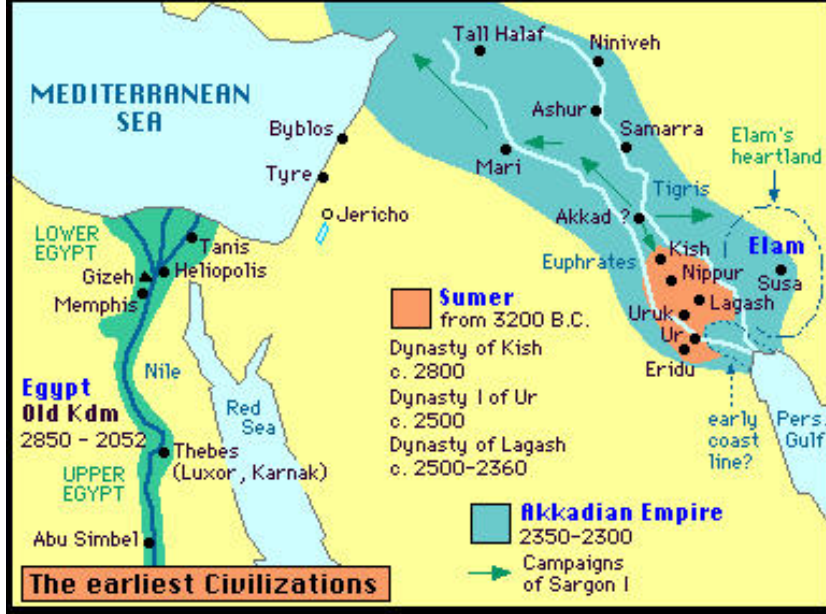 Tall Halaf
Niniveh
MEDITERRANEAN
SEA
Ashur
Samarra
Byblos
Elam's
heartland
Mari
Tyre
Tigris
Jericho
Akkad ?
LOWER
EGYPT
Tanis
Elam
Kish
Euphrates
Heliopolis
Gizeh
Nippur
Susa
Memphis
Sumer
from 3200 B.C.
Lagash
Uruk
Ur
Eridu
Dynasty of Kish
c. 2800
Dynasty I of Ur
c. 2500
Dynasty of Lagash
c. 2500-2360
Nile
Egypt
Old Kdm
2850 - 2052
Red
Sea
early
coast
line?
Pers.
Gulf
Thebes
(Luxor, Karnak)
UPPER
EGYPT
Abu Simbel
Akkadian Empire
2350-2300
Campaigns
of Sargon I
The earliest Civilizations